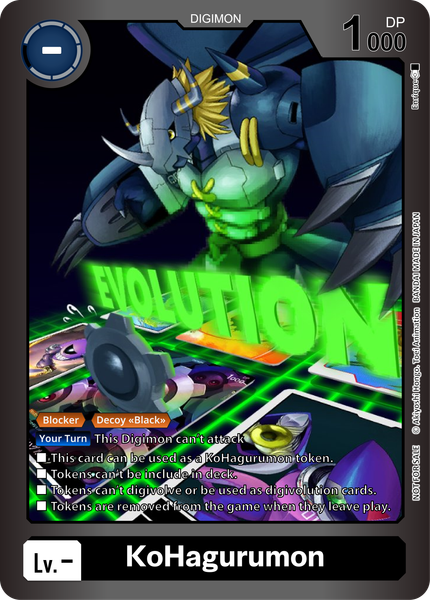 DIGIMON
DP
1000
-
EVOLUTION
Blocker Decoy «Black»
Your Turn This Digimon can't attack
■ This card can be used as a KoHagurumon token.
■ Tokens can't be include in deck.
■ Tokens can't digivolve or be used as digivolution cards.
■ Tokens are removed from the game when they leave play.
Lv.-
KoHagurumon
NOT FOR SALE © Akiyoshi Hongo, Toei Animation BANDAI MADE IN JAPAN